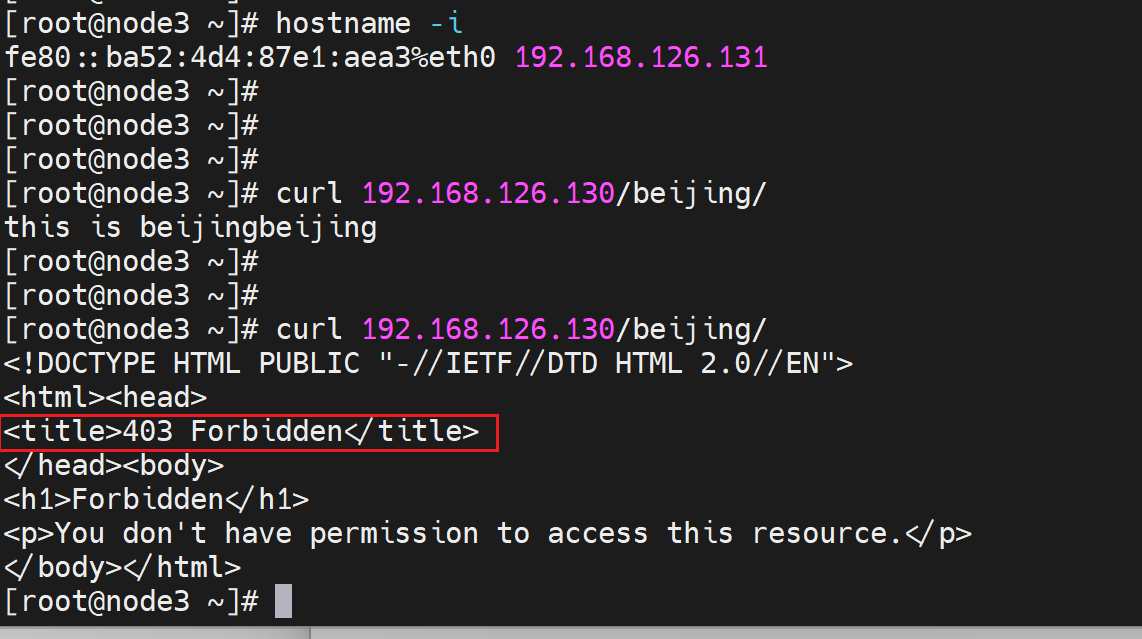 [root@node3 ~]# hostname -i
fe80::ba52:4d4:87e1:aea3%eth0 192.168.126.131
[root@node3 ~]#
[root@node3 ~]#
[root@node3 ~]#
[root@node3 ~]# curl 192.168.126.130/beijing/
this is beijingbeijing
[root@node3 ~]#
[root@node3 ~]#
[root@node3 ~]# curl 192.168.126.130/beijing/
<!DOCTYPE HTML PUBLIC "-//IETF//DTD HTML 2.0//EN">
<html><head>
<title>403 Forbidden</title>
</head><body>
<h1>Forbidden</h1>
<p>You don't have permission to access this resource.</p>
</body></html>
[root@node3 ~]#